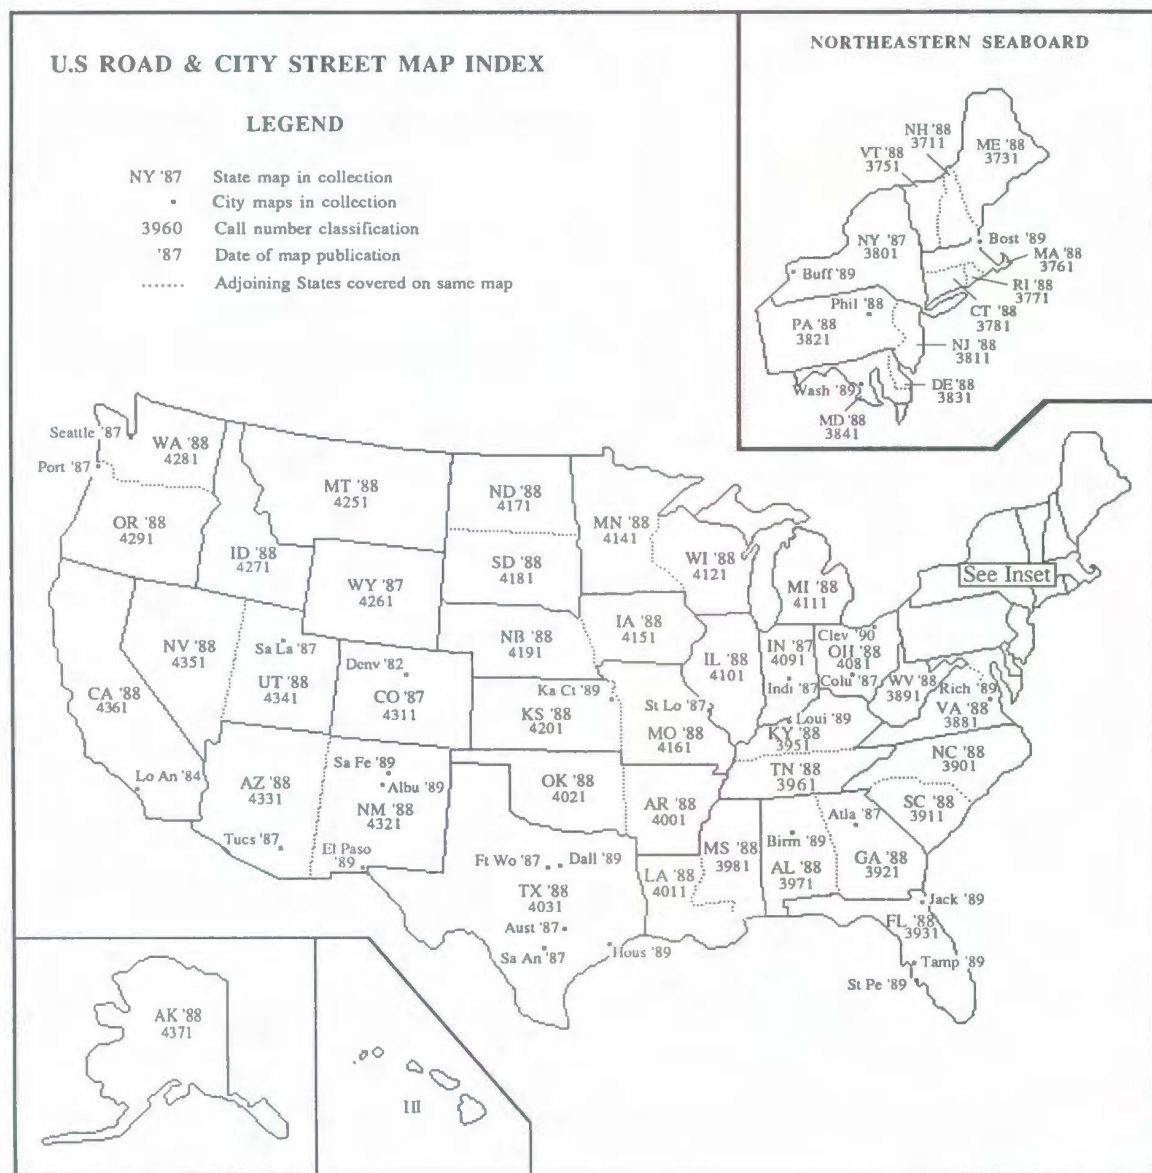 U.S ROAD & CITY STREET MAP INDEX
LEGEND
NY '87 State map in collection
• City maps in collection
3960 Call number classification
'87 Date of map publication
........ Adjoining States covered on same map
NORTHEASTERN SEABOARD
NH '88
3711
VT '88
3751
ME '88
3731
NY '87
3801
Bost '89
MA '88
3761
Buff '89
RI '88
3771
Phil '88
CT '88
3781
PA '88
3821
NJ '88
3811
Wash '89
DE '88
3831
MD '88
3841
Seattle '87
WA '88
4281
Port '87
OR '88
4291
ID '88
4271
MT '88
4251
WY '87
4261
ND '88
4171
SD '88
4181
NB '88
4191
MN '88
4141
WI '88
4121
MI '88
4111
See Inset
IA '88
4151
NV '88
4351
CA '88
4361
Sa La '87
UT '88
4341
Denv '82
CO '87
4311
Ka Ct '89
KS '88
4201
St Lo '87
MO '88
4161
IL '88
4101
IN '87
4091
Indi '87
Clev '90
OH '88
4081
Colu '87
WV '88
3891
Rich '89
VA '88
3881
Loui '89
KY '88
3951
TN '88
3961
NC '88
3901
SC '88
3911
Lo An '84
AZ '88
4331
Tucs '87
Sa Fe '89
Albu '89
NM '88
4321
El Paso
'89
OK '88
4021
AR '88
4001
Ft Wo '87
Dall '89
TX '88
4031
Aust '87
Sa An '87
Hous '89
LA '88
4011
MS '88
3981
Birm '89
AL '88
3971
Atla '87
GA '88
3921
Jack '89
FL '88
3931
Tamp '89
St Pe '89
AK '88
4371
HI